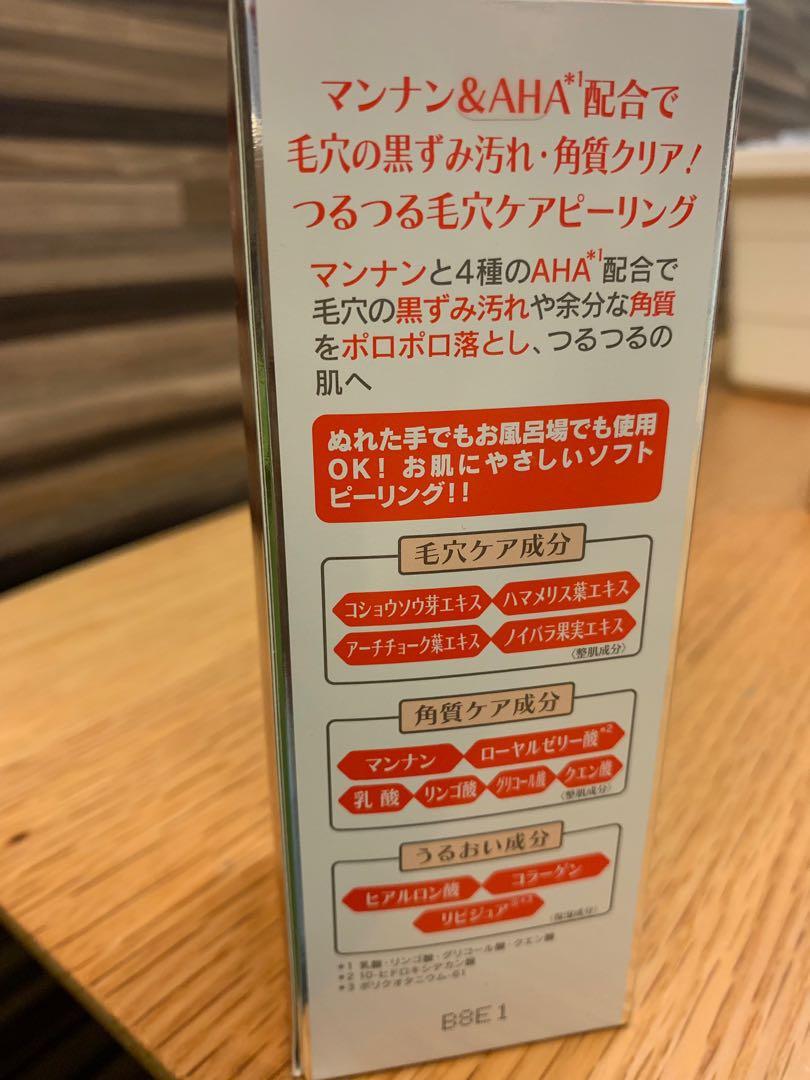 マンナン&AHA*1配合で
毛穴の黒ずみ汚れ・角質クリア!
つるつる毛穴ケアピーリング
マンナンと4種のAHA*1配合で
毛穴の黒ずみ汚れや余分な角質
をポロポロ落とし、つるつるの
肌へ
ぬれた手でもお風呂場でも使用
OK! お肌にやさしいソフト
ピーリング!!
毛穴ケア成分
コショウソウ芽エキス ハマメリス葉エキス
アーチチョーク葉エキス ノイバラ果実エキス
(整肌成分)
角質ケア成分
マンナン ローヤルゼリー酸*2
乳酸 リンゴ酸 グリコール酸 クエン酸
(整肌成分)
うるおい成分
ヒアルロン酸 コラーゲン
リピジュア®*3
(保湿成分)
*1 乳酸・リンゴ酸・グリコール酸・クエン酸
*2 10-ヒドロキシデカン酸
*3 ポリクオタニウム-61
B8E1